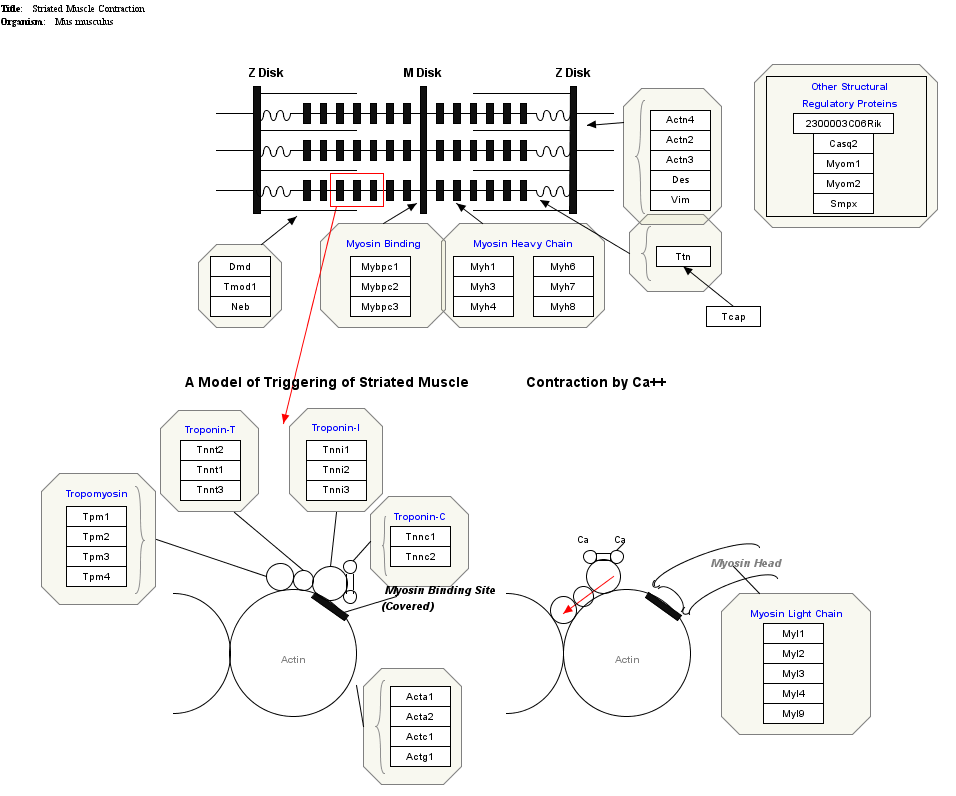 Title: Striated Muscle Contraction
Organism: Mus musculus
Z Disk
M Disk
Z Disk
Other Structural
Regulatory Proteins
2300003C06Rik
Casq2
Myom1
Myom2
Smpx
Actn4
Actn2
Actn3
Des
Vim
Ttn
Tcap
Dmd
Tmod1
Neb
Myosin Binding
Mybpc1
Mybpc2
Mybpc3
Myosin Heavy Chain
Myh1
Myh3
Myh4
Myh6
Myh7
Myh8
A Model of Triggering of Striated Muscle Contraction by Ca++
Troponin-T
Tnnt2
Tnnt1
Tnnt3
Troponin-I
Tnni1
Tnni2
Tnni3
Tropomyosin
Tpm1
Tpm2
Tpm3
Tpm4
Troponin-C
Tnnc1
Tnnc2
Myosin Binding Site
(Covered)
Actin
Acta1
Acta2
Actc1
Actg1
Ca Ca
Myosin Head
Actin
Myosin Light Chain
Myl1
Myl2
Myl3
Myl4
Myl9